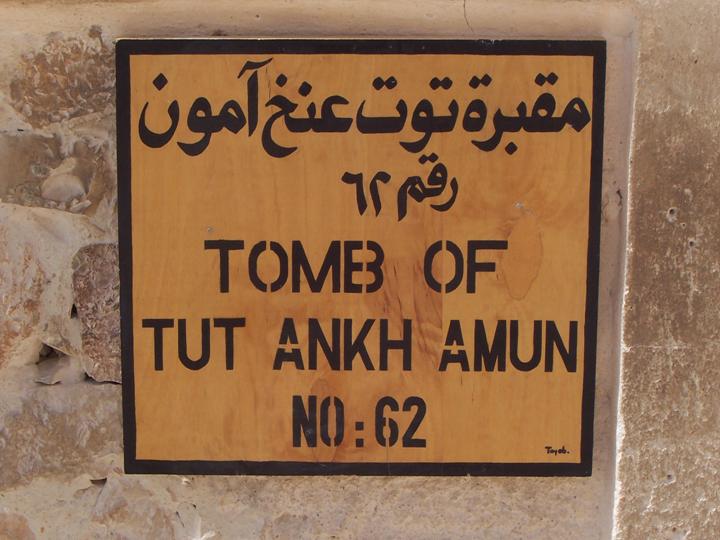 مقبرة توت عنخ آمون
رقم ٦٢
TOMB OF
TUT ANKH AMUN
NO: 62
Tayeb.